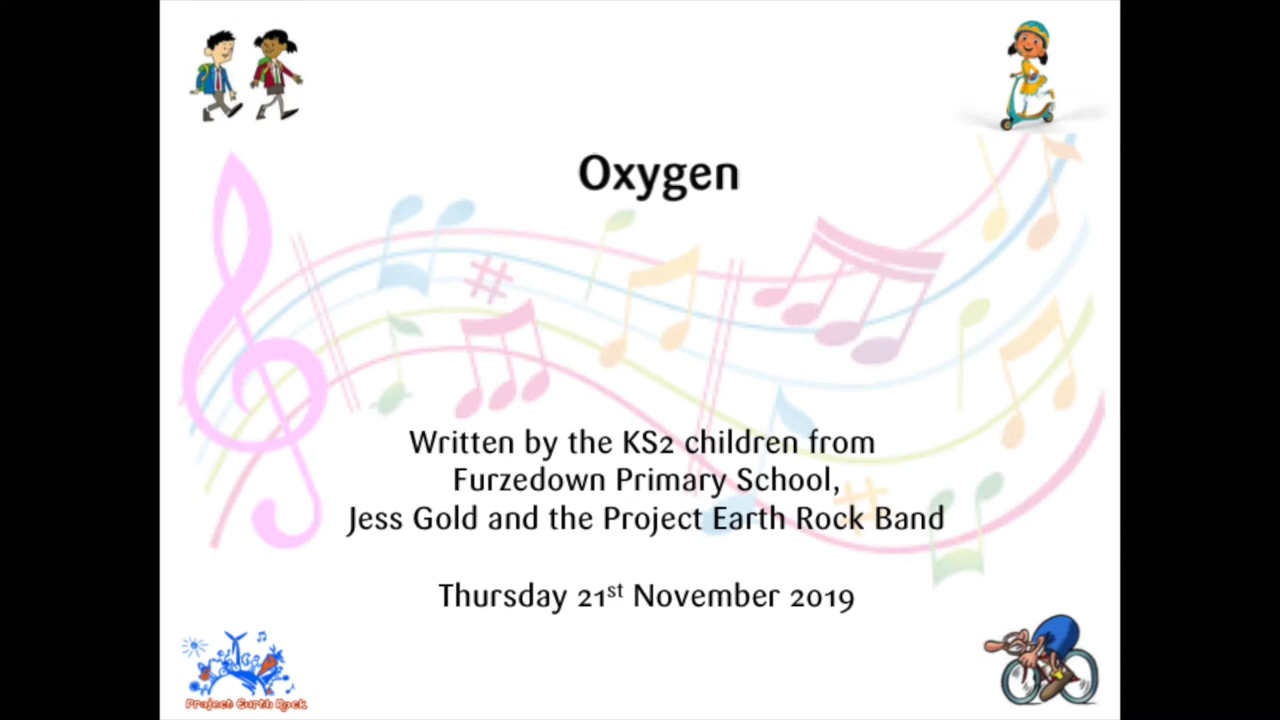 Oxygen
Written by the KS2 children from
Furzedown Primary School,
Jess Gold and the Project Earth Rock Band
Thursday 21st November 2019
Project Earth Rock